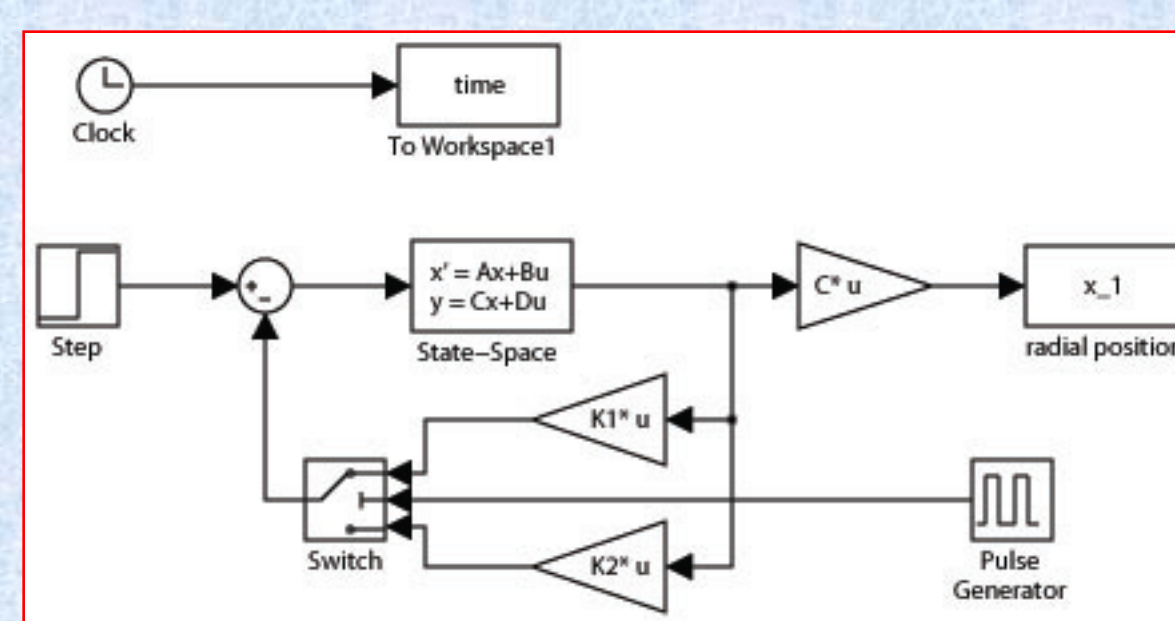 time
Clock
To Workspace1
x' = Ax+Bu
y = Cx+Du
+
−
C* u
x_1
Step
State−Space
radial position
K1* u
Switch
K2* u
Pulse
Generator